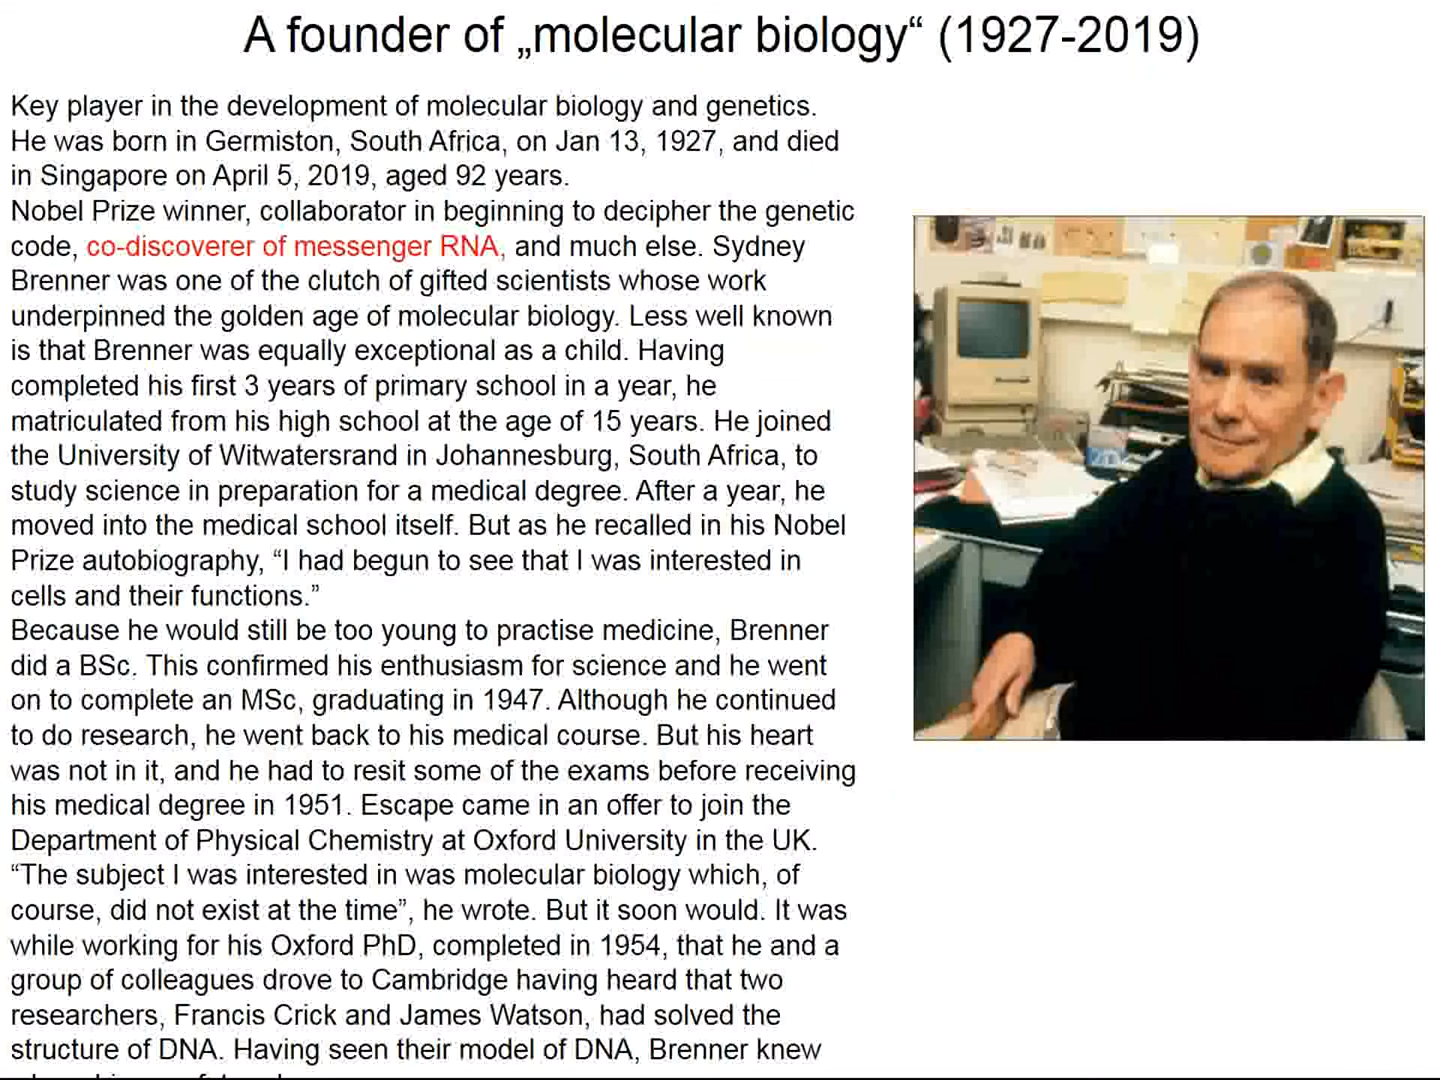 A founder of „molecular biology“ (1927-2019)
Key player in the development of molecular biology and genetics.
He was born in Germiston, South Africa, on Jan 13, 1927, and died
in Singapore on April 5, 2019, aged 92 years.
Nobel Prize winner, collaborator in beginning to decipher the genetic
code, co-discoverer of messenger RNA, and much else. Sydney
Brenner was one of the clutch of gifted scientists whose work
underpinned the golden age of molecular biology. Less well known
is that Brenner was equally exceptional as a child. Having
completed his first 3 years of primary school in a year, he
matriculated from his high school at the age of 15 years. He joined
the University of Witwatersrand in Johannesburg, South Africa, to
study science in preparation for a medical degree. After a year, he
moved into the medical school itself. But as he recalled in his Nobel
Prize autobiography, “I had begun to see that I was interested in
cells and their functions.”
Because he would still be too young to practise medicine, Brenner
did a BSc. This confirmed his enthusiasm for science and he went
on to complete an MSc, graduating in 1947. Although he continued
to do research, he went back to his medical course. But his heart
was not in it, and he had to resit some of the exams before receiving
his medical degree in 1951. Escape came in an offer to join the
Department of Physical Chemistry at Oxford University in the UK.
“The subject I was interested in was molecular biology which, of
course, did not exist at the time”, he wrote. But it soon would. It was
while working for his Oxford PhD, completed in 1954, that he and a
group of colleagues drove to Cambridge having heard that two
researchers, Francis Crick and James Watson, had solved the
structure of DNA. Having seen their model of DNA, Brenner knew